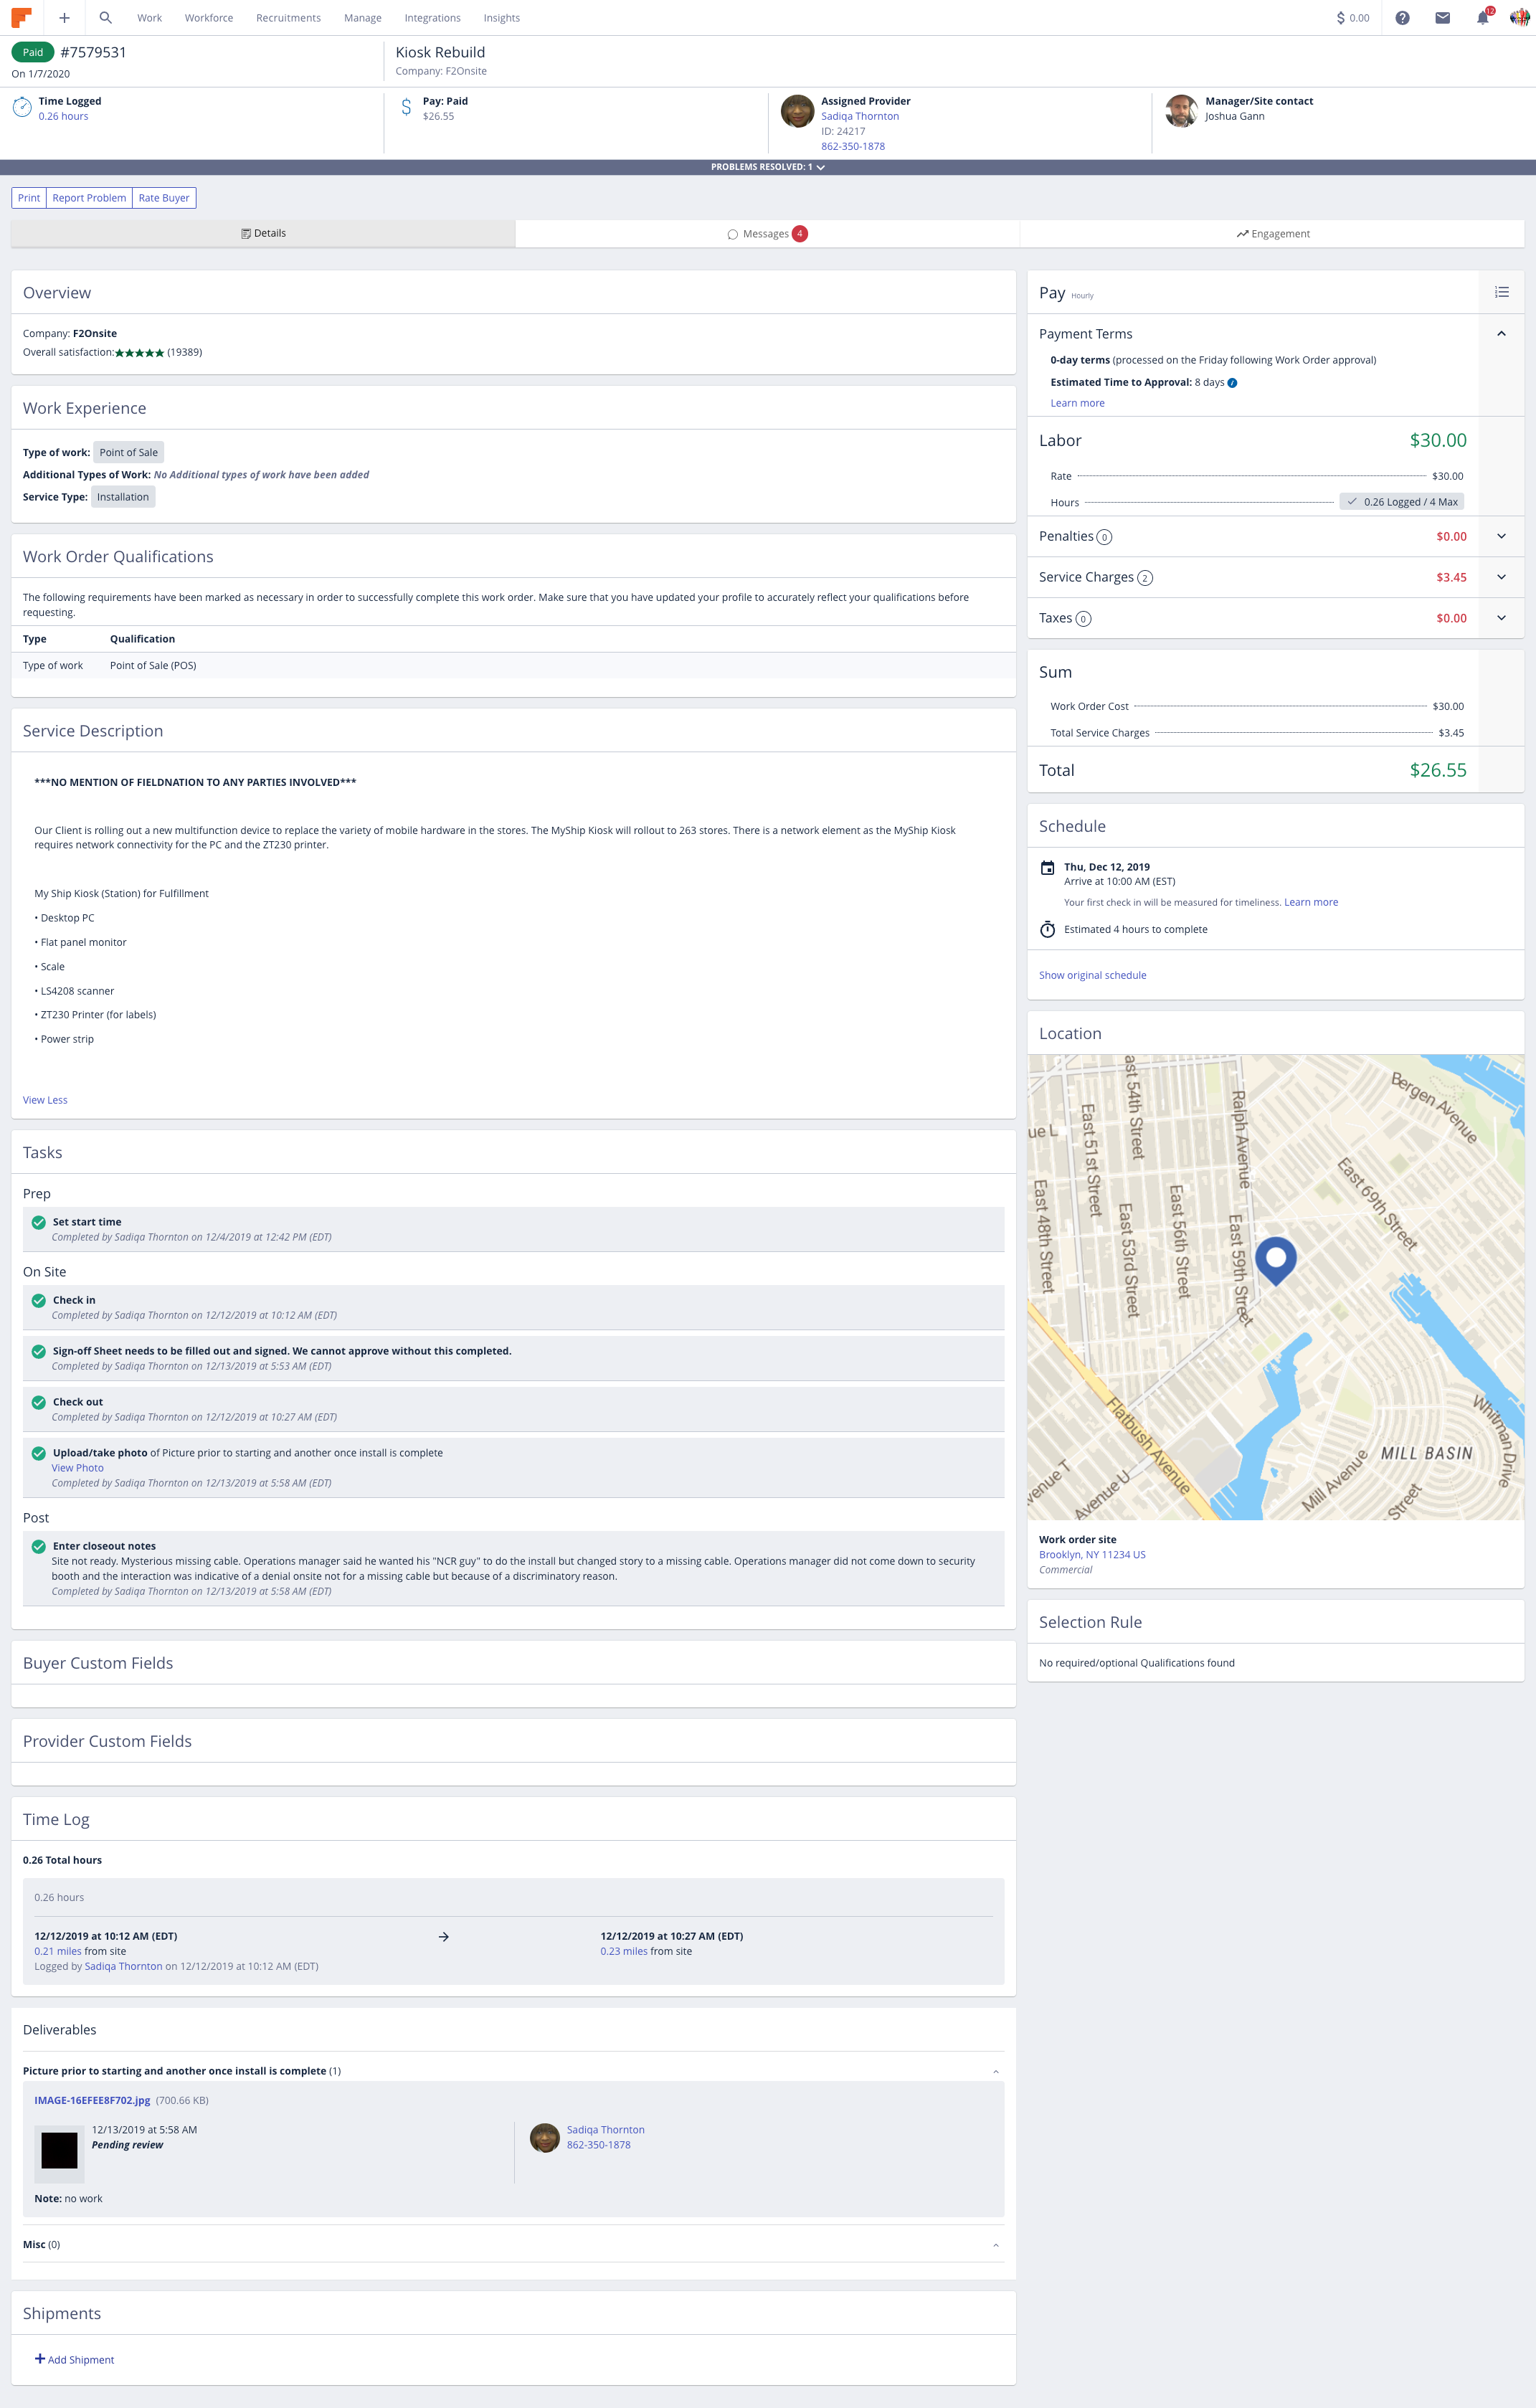 Work Workforce Recruitments Manage Integrations Insights $ 0.00 12
Paid #7579531
On 1/7/2020
Kiosk Rebuild
Company: F2Onsite
Time Logged
0.26 hours
Pay: Paid
$26.55
Assigned Provider
Sadiqa Thornton
ID: 24217
862-350-1878
Manager/Site contact
Joshua Gann
PROBLEMS RESOLVED: 1
Print Report Problem Rate Buyer
Details Messages 4 Engagement
Overview
Company: F2Onsite
Overall satisfaction:★★★★★ (19389)
Work Experience
Type of work: Point of Sale
Additional Types of Work: No Additional types of work have been added
Service Type: Installation
Work Order Qualifications
The following requirements have been marked as necessary in order to successfully complete this work order. Make sure that you have updated your profile to accurately reflect your qualifications before
requesting.
Type Qualification
Type of work Point of Sale (POS)
Service Description
***NO MENTION OF FIELDNATION TO ANY PARTIES INVOLVED***
Our Client is rolling out a new multifunction device to replace the variety of mobile hardware in the stores. The MyShip Kiosk will rollout to 263 stores. There is a network element as the MyShip Kiosk
requires network connectivity for the PC and the ZT230 printer.
My Ship Kiosk (Station) for Fulfillment
• Desktop PC
• Flat panel monitor
• Scale
• LS4208 scanner
• ZT230 Printer (for labels)
• Power strip
View Less
Tasks
Prep
Set start time
Completed by Sadiqa Thornton on 12/4/2019 at 12:42 PM (EDT)
On Site
Check in
Completed by Sadiqa Thornton on 12/12/2019 at 10:12 AM (EDT)
Sign-off Sheet needs to be filled out and signed. We cannot approve without this completed.
Completed by Sadiqa Thornton on 12/13/2019 at 5:53 AM (EDT)
Check out
Completed by Sadiqa Thornton on 12/12/2019 at 10:27 AM (EDT)
Upload/take photo of Picture prior to starting and another once install is complete
View Photo
Completed by Sadiqa Thornton on 12/13/2019 at 5:58 AM (EDT)
Post
Enter closeout notes
Site not ready. Mysterious missing cable. Operations manager said he wanted his "NCR guy" to do the install but changed story to a missing cable. Operations manager did not come down to security
booth and the interaction was indicative of a denial onsite not for a missing cable but because of a discriminatory reason.
Completed by Sadiqa Thornton on 12/13/2019 at 5:58 AM (EDT)
Buyer Custom Fields
Provider Custom Fields
Time Log
0.26 Total hours
0.26 hours
12/12/2019 at 10:12 AM (EDT) → 12/12/2019 at 10:27 AM (EDT)
0.21 miles from site 0.23 miles from site
Logged by Sadiqa Thornton on 12/12/2019 at 10:12 AM (EDT)
Deliverables
Picture prior to starting and another once install is complete (1)
IMAGE-16EFEE8F702.jpg (700.66 KB)
12/13/2019 at 5:58 AM
Pending review
Sadiqa Thornton
862-350-1878
Note: no work
Misc (0)
Shipments
+ Add Shipment
Pay Hourly
Payment Terms
0-day terms (processed on the Friday following Work Order approval)
Estimated Time to Approval: 8 days
Learn more
Labor $30.00
Rate $30.00
Hours 0.26 Logged / 4 Max
Penalties 0 $0.00
Service Charges 2 $3.45
Taxes 0 $0.00
Sum
Work Order Cost $30.00
Total Service Charges $3.45
Total $26.55
Schedule
Thu, Dec 12, 2019
Arrive at 10:00 AM (EST)
Your first check in will be measured for timeliness. Learn more
Estimated 4 hours to complete
Show original schedule
Location
ast 54th Street
Bergen Avenue
ue L
East 51st Street
Ralph Avenue
East 69th Street
East 48th Street
East 53rd Street
East 56th Street
East 59th Street
Flatbush Avenue
Whitman Drive
MILL BASIN
venue T
Avenue U
Mill Avenue
Street
Work order site
Brooklyn, NY 11234 US
Commercial
Selection Rule
No required/optional Qualifications found